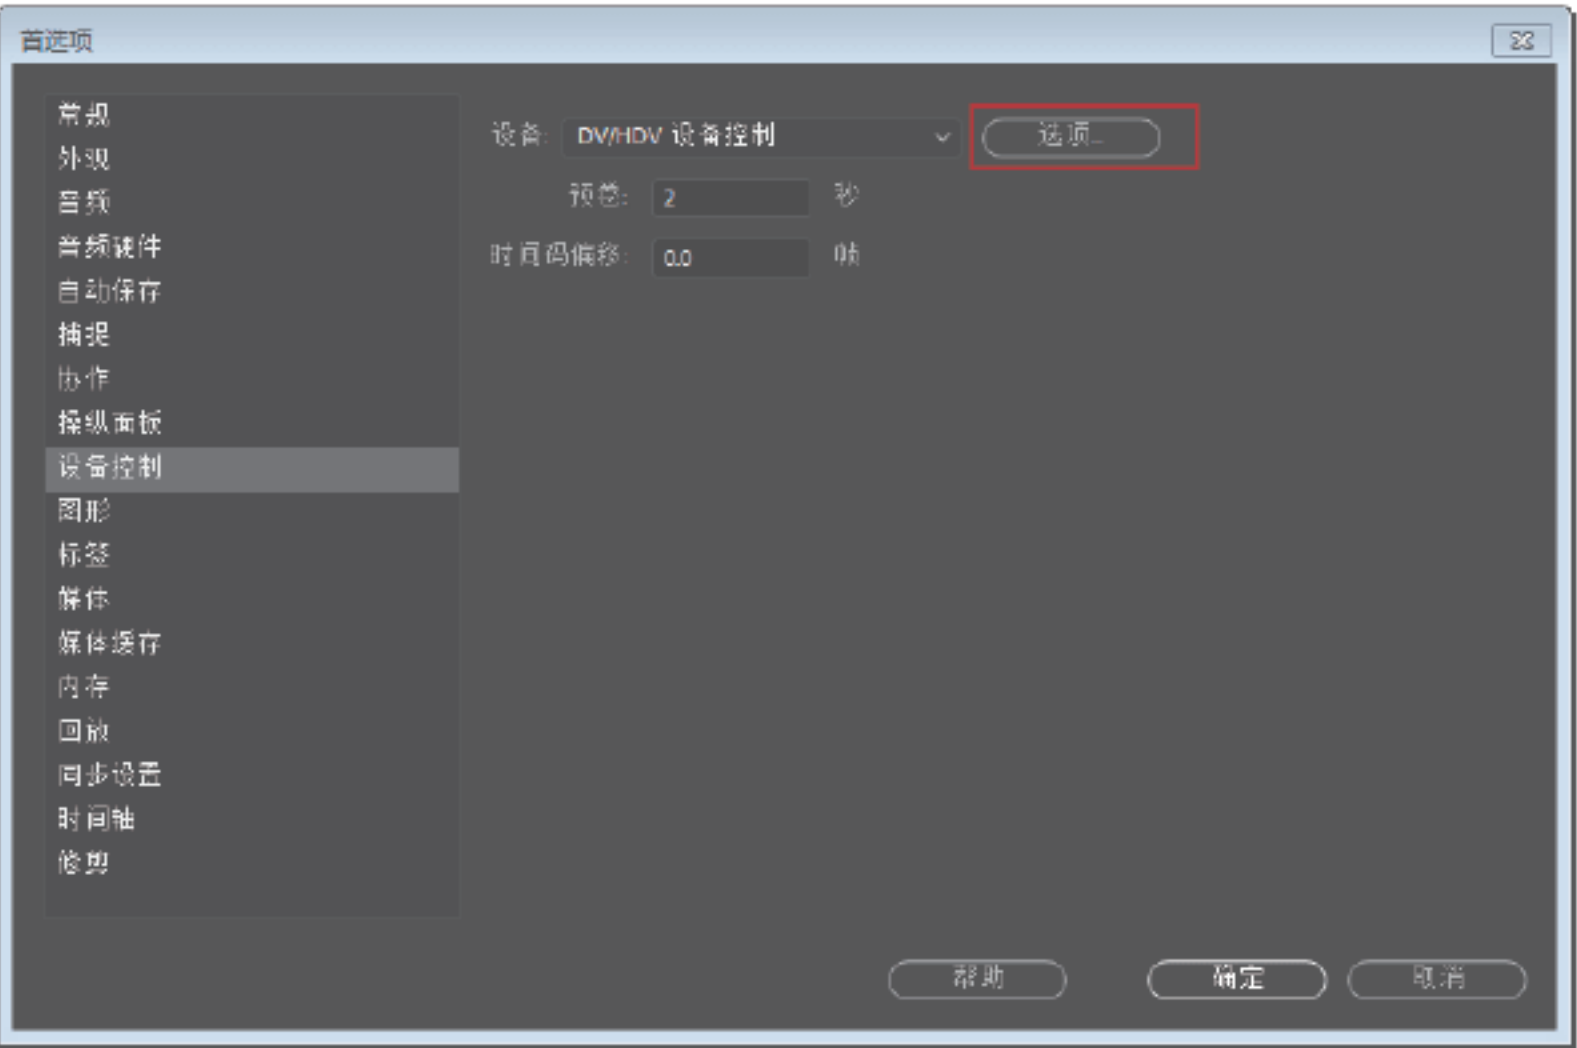 首选项
常规
外观
音频
音频硬件
自动保存
捕捉
协作
操纵面板
设备控制
图形
标签
媒体
媒体缓存
内存
回放
同步设置
时间轴
修剪
设备: DV/HDV 设备控制 选项...
预卷: 2 秒
时间码偏移: 0.0 帧
帮助 确定 取消